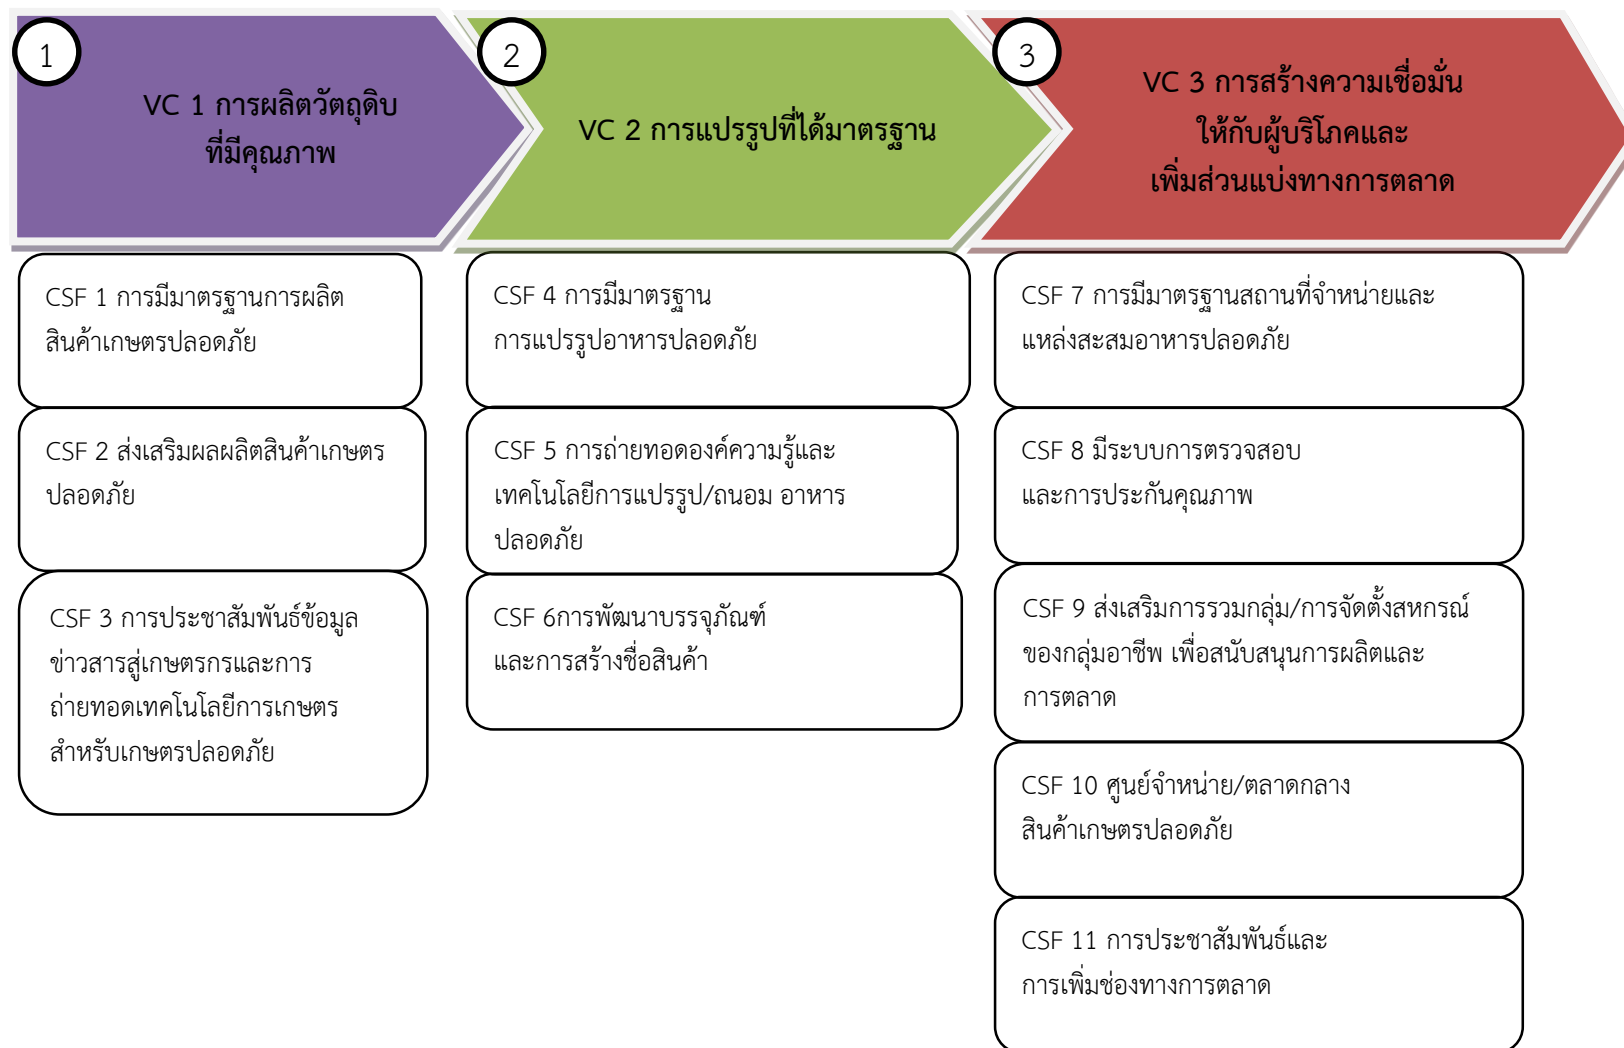 1
VC 1 การผลิตวัตถุดิบ
ที่มีคุณภาพ
2
VC 2 การแปรรูปที่ได้มาตรฐาน
3
VC 3 การสร้างความเชื่อมั่น
ให้กับผู้บริโภคและ
เพิ่มส่วนแบ่งทางการตลาด
CSF 1 การมีมาตรฐานการผลิต
สินค้าเกษตรปลอดภัย
CSF 2 ส่งเสริมผลผลิตสินค้าเกษตร
ปลอดภัย
CSF 3 การประชาสัมพันธ์ข้อมูล
ข่าวสารสู่เกษตรกรและการ
ถ่ายทอดเทคโนโลยีการเกษตร
สำหรับเกษตรปลอดภัย
CSF 4 การมีมาตรฐาน
การแปรรูปอาหารปลอดภัย
CSF 5 การถ่ายทอดองค์ความรู้และ
เทคโนโลยีการแปรรูป/ถนอม อาหาร
ปลอดภัย
CSF 6การพัฒนาบรรจุภัณฑ์
และการสร้างชื่อสินค้า
CSF 7 การมีมาตรฐานสถานที่จำหน่ายและ
แหล่งสะสมอาหารปลอดภัย
CSF 8 มีระบบการตรวจสอบ
และการประกันคุณภาพ
CSF 9 ส่งเสริมการรวมกลุ่ม/การจัดตั้งสหกรณ์
ของกลุ่มอาชีพ เพื่อสนับสนุนการผลิตและ
การตลาด
CSF 10 ศูนย์จำหน่าย/ตลาดกลาง
สินค้าเกษตรปลอดภัย
CSF 11 การประชาสัมพันธ์และ
การเพิ่มช่องทางการตลาด